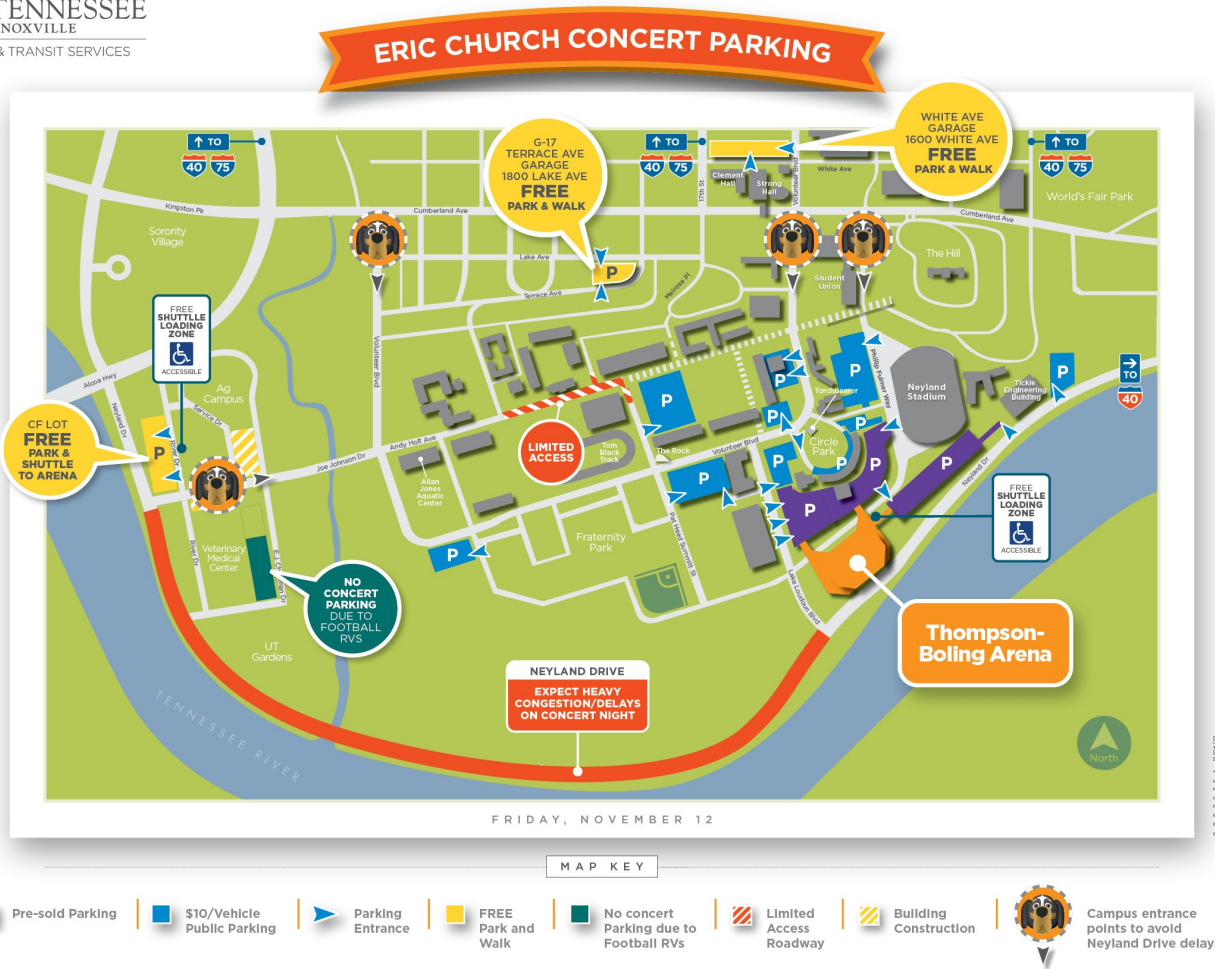 TENNESSEE
NOXVILLE
& TRANSIT SERVICES
ERIC CHURCH CONCERT PARKING
↑ TO
40 75
G-17
TERRACE AVE
GARAGE
1800 LAKE AVE
FREE
PARK & WALK
↑ TO
40 75
WHITE AVE
GARAGE
1600 WHITE AVE
FREE
PARK & WALK
↑ TO
40 75
17th St
Clement
Hall
Strong
Hall
Volunteer Blvd
White Ave
World's Fair Park
Kingston Pk
Cumberland Ave
Cumberland Ave
Sorority
Village
Lake Ave
P
Terrace Ave
Melrose Pl
Student
Union
The Hill
FREE
SHUTTLLE
LOADING
ZONE
ACCESSIBLE
Volunteer Blvd
Phillip Fulmer Way
Alcoa Hwy
Neyland Dr
Ag
Campus
Service Dr
P
P
P
P
Torchbearer
Neyland
Stadium
Tickle
Engineering
Building
P
→
TO
40
CF LOT
FREE
PARK &
SHUTTLE
TO ARENA
P
River Dr
Joe Johnson Dr
Andy Holt Ave
LIMITED
ACCESS
Tom
Black
Track
The Rock
Volunteer Blvd
P
Circle
Park
P
P
P
Neyland Dr
Allan
Jones
Aquatic
Center
P
P
P
FREE
SHUTTLLE
LOADING
ZONE
ACCESSIBLE
River Dr
Veterinary
Medical
Center
P
Fraternity
Park
Pat Head Summitt St
NO
CONCERT
PARKING
DUE TO
FOOTBALL
RVS
Lake Loudoun Blvd
UT
Gardens
Thompson-
Boling Arena
NEYLAND DRIVE
EXPECT HEAVY
CONGESTION/DELAYS
ON CONCERT NIGHT
TENNESSEE RIVER
North
FRIDAY, NOVEMBER 12
MAP KEY
Pre-sold Parking
$10/Vehicle
Public Parking
Parking
Entrance
FREE
Park and
Walk
No concert
Parking due to
Football RVs
Limited
Access
Roadway
Building
Construction
Campus entrance
points to avoid
Neyland Drive delay